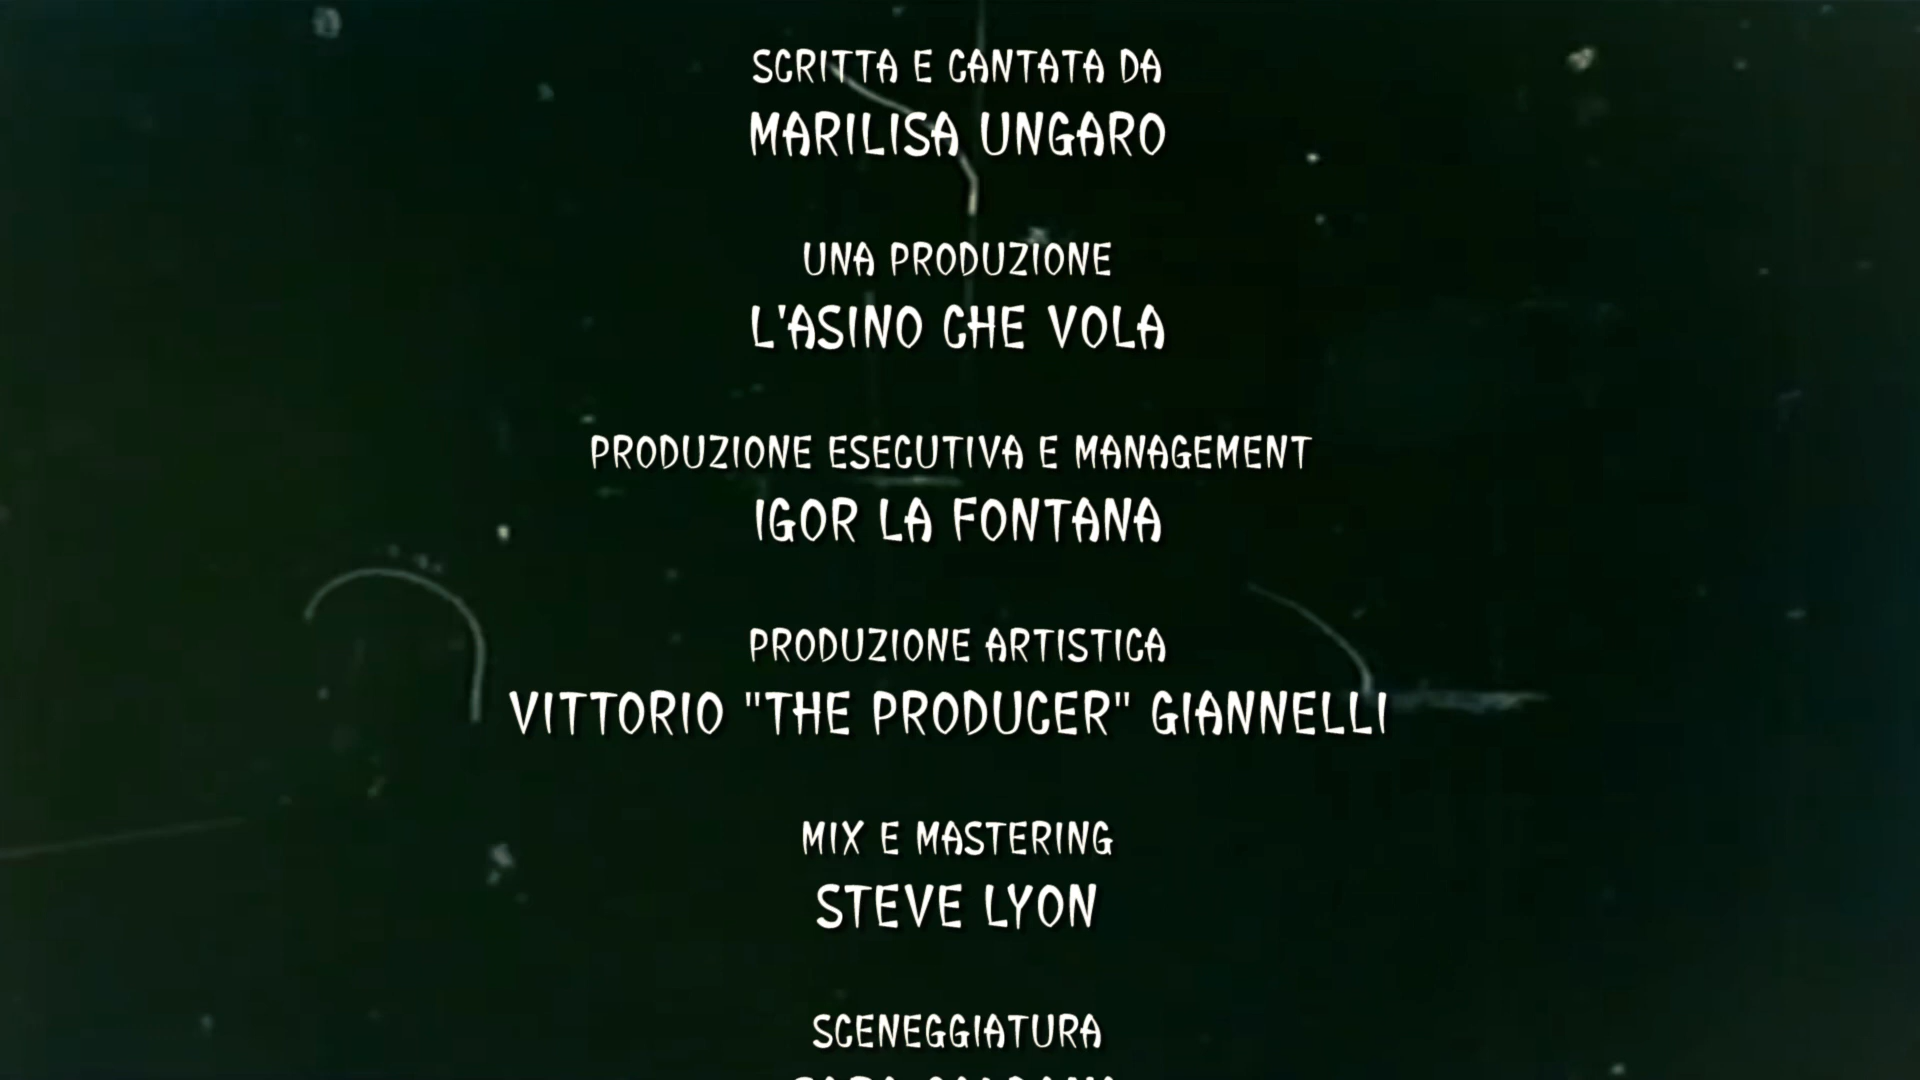 SCRITTA E CANTATA DA
MARILISA UNGARO
UNA PRODUZIONE
L'ASINO CHE VOLA
PRODUZIONE ESECUTIVA E MANAGEMENT
IGOR LA FONTANA
PRODUZIONE ARTISTICA
VITTORIO "THE PRODUCER" GIANNELLI
MIX E MASTERING
STEVE LYON
SCENEGGIATURA